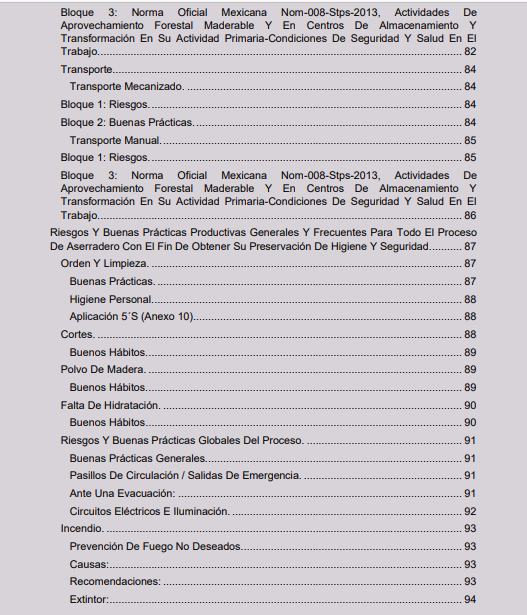 Bloque 3: Norma Oficial Mexicana Nom-008-Stps-2013, Actividades De
Aprovechamiento Forestal Maderable Y En Centros De Almacenamiento Y
Transformación En Su Actividad Primaria-Condiciones De Seguridad Y Salud En El
Trabajo. 82
Transporte 84
Transporte Mecanizado. 84
Bloque 1: Riesgos. 84
Bloque 2: Buenas Prácticas. 84
Transporte Manual. 85
Bloque 1: Riesgos. 85
Bloque 3: Norma Oficial Mexicana Nom-008-Stps-2013, Actividades De
Aprovechamiento Forestal Maderable Y En Centros De Almacenamiento Y
Transformación En Su Actividad Primaria-Condiciones De Seguridad Y Salud En El
Trabajo. 86
Riesgos Y Buenas Prácticas Productivas Generales Y Frecuentes Para Todo El Proceso
De Aserradero Con El Fin De Obtener Su Preservación De Higiene Y Seguridad. 87
Orden Y Limpieza. 87
Buenas Prácticas. 87
Higiene Personal. 88
Aplicación 5´S (Anexo 10). 88
Cortes. 88
Buenos Hábitos. 89
Polvo De Madera. 89
Buenos Hábitos. 89
Falta De Hidratación. 90
Buenos Hábitos. 90
Riesgos Y Buenas Prácticas Globales Del Proceso. 91
Buenas Prácticas Generales. 91
Pasillos De Circulación / Salidas De Emergencia. 91
Ante Una Evacuación: 91
Circuitos Eléctricos E Iluminación. 92
Incendio. 93
Prevención De Fuego No Deseados. 93
Causas: 93
Recomendaciones: 93
Extintor: 94